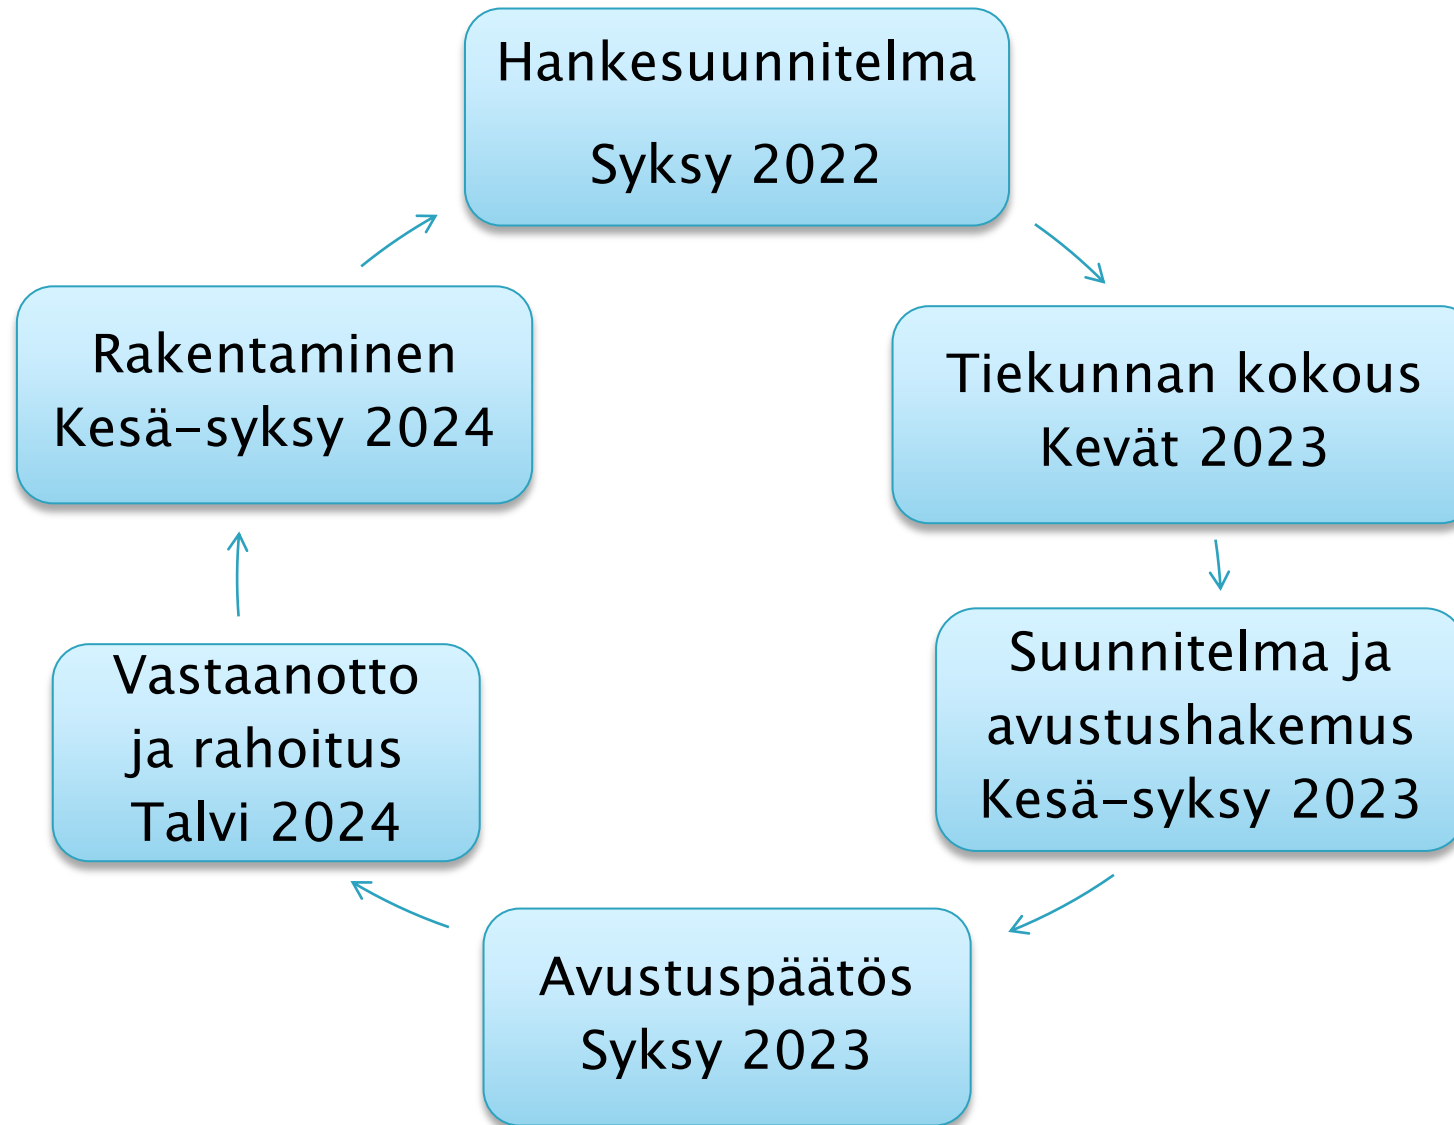 Hankesuunnitelma
Syksy 2022
Tiekunnan kokous
Kevät 2023
Suunnitelma ja
avustushakemus
Kesä-syksy 2023
Avustuspäätös
Syksy 2023
Vastaanotto
ja rahoitus
Talvi 2024
Rakentaminen
Kesä-syksy 2024